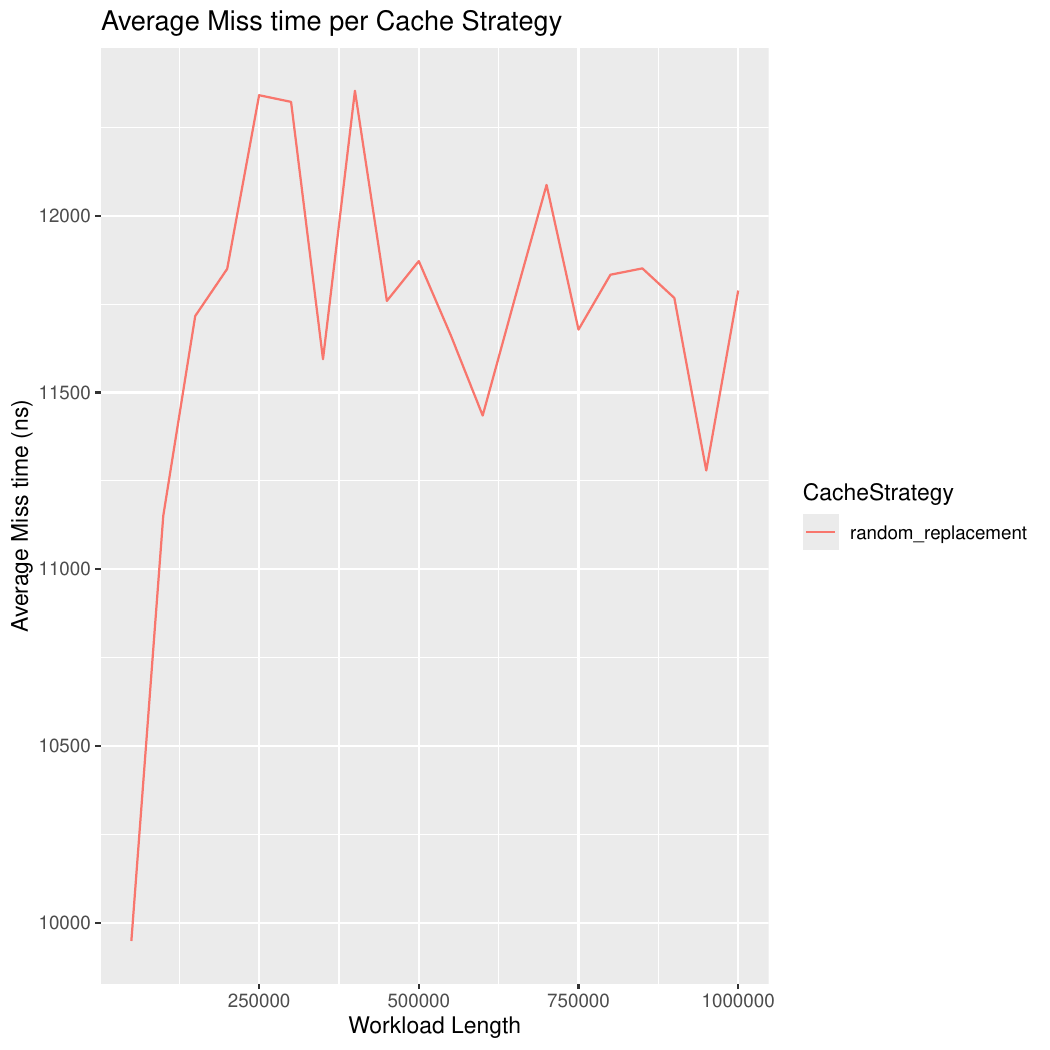 Average Miss time per Cache Strategy
Average Miss time (ns)
12000
11500
11000
10500
10000
250000
500000
750000
1000000
Workload Length
CacheStrategy
random_replacement